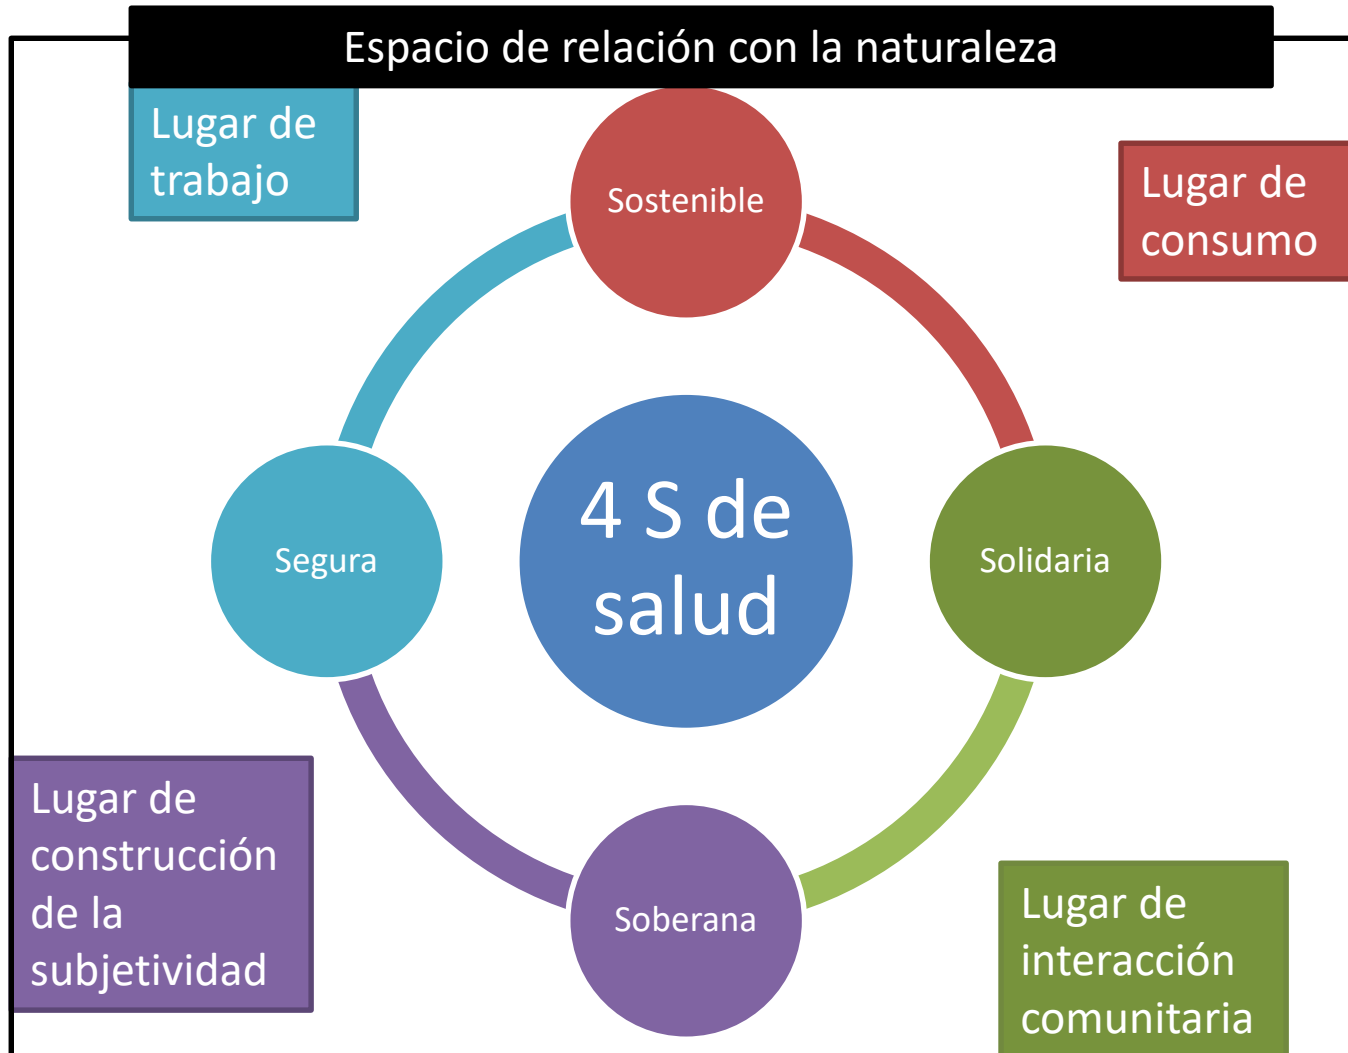 Espacio de relación con la naturaleza
Lugar de
trabajo
Sostenible
Lugar de
consumo
4 S de
salud
Segura
Solidaria
Lugar de
construcción
de la
subjetividad
Soberana
Lugar de
interacción
comunitaria